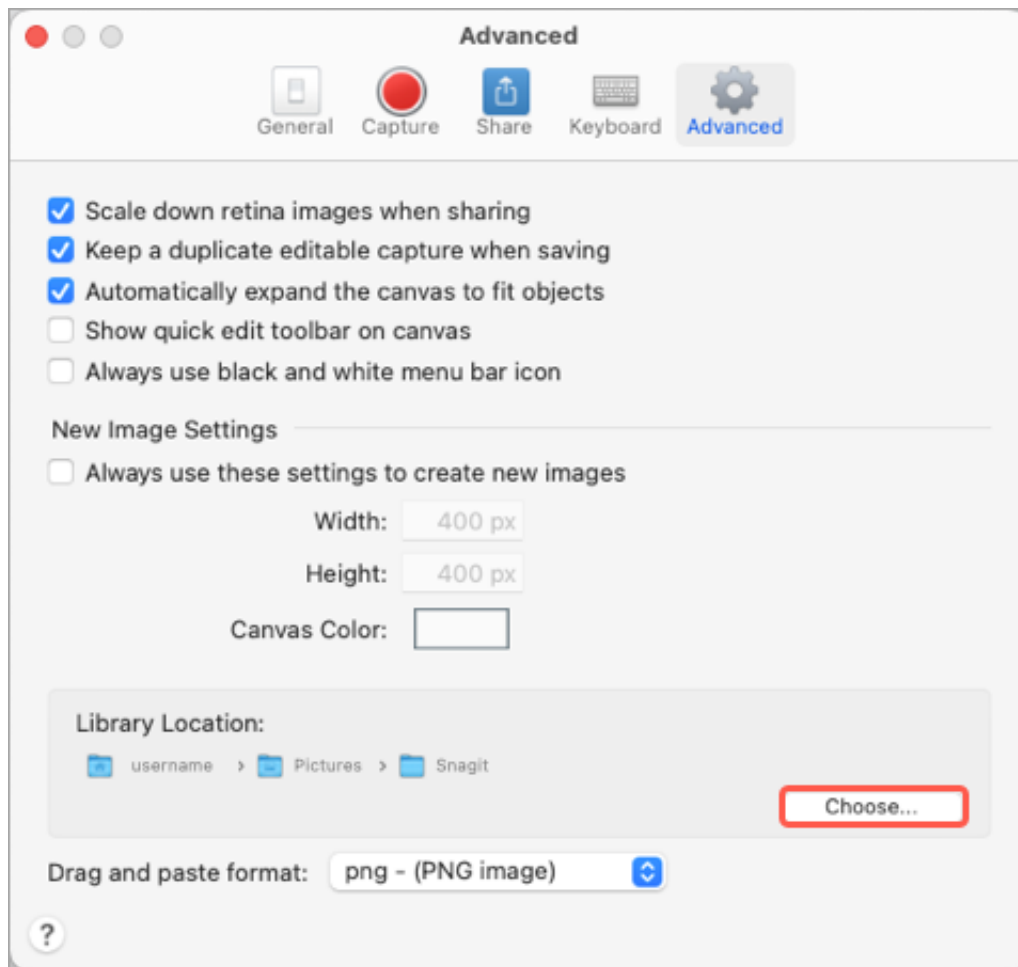 Advanced
General Capture Share Keyboard Advanced
Scale down retina images when sharing
Keep a duplicate editable capture when saving
Automatically expand the canvas to fit objects
Show quick edit toolbar on canvas
Always use black and white menu bar icon
New Image Settings
Always use these settings to create new images
Width: 400 px
Height: 400 px
Canvas Color:
Library Location:
username › Pictures › Snagit
Choose...
Drag and paste format: png - (PNG image)
?